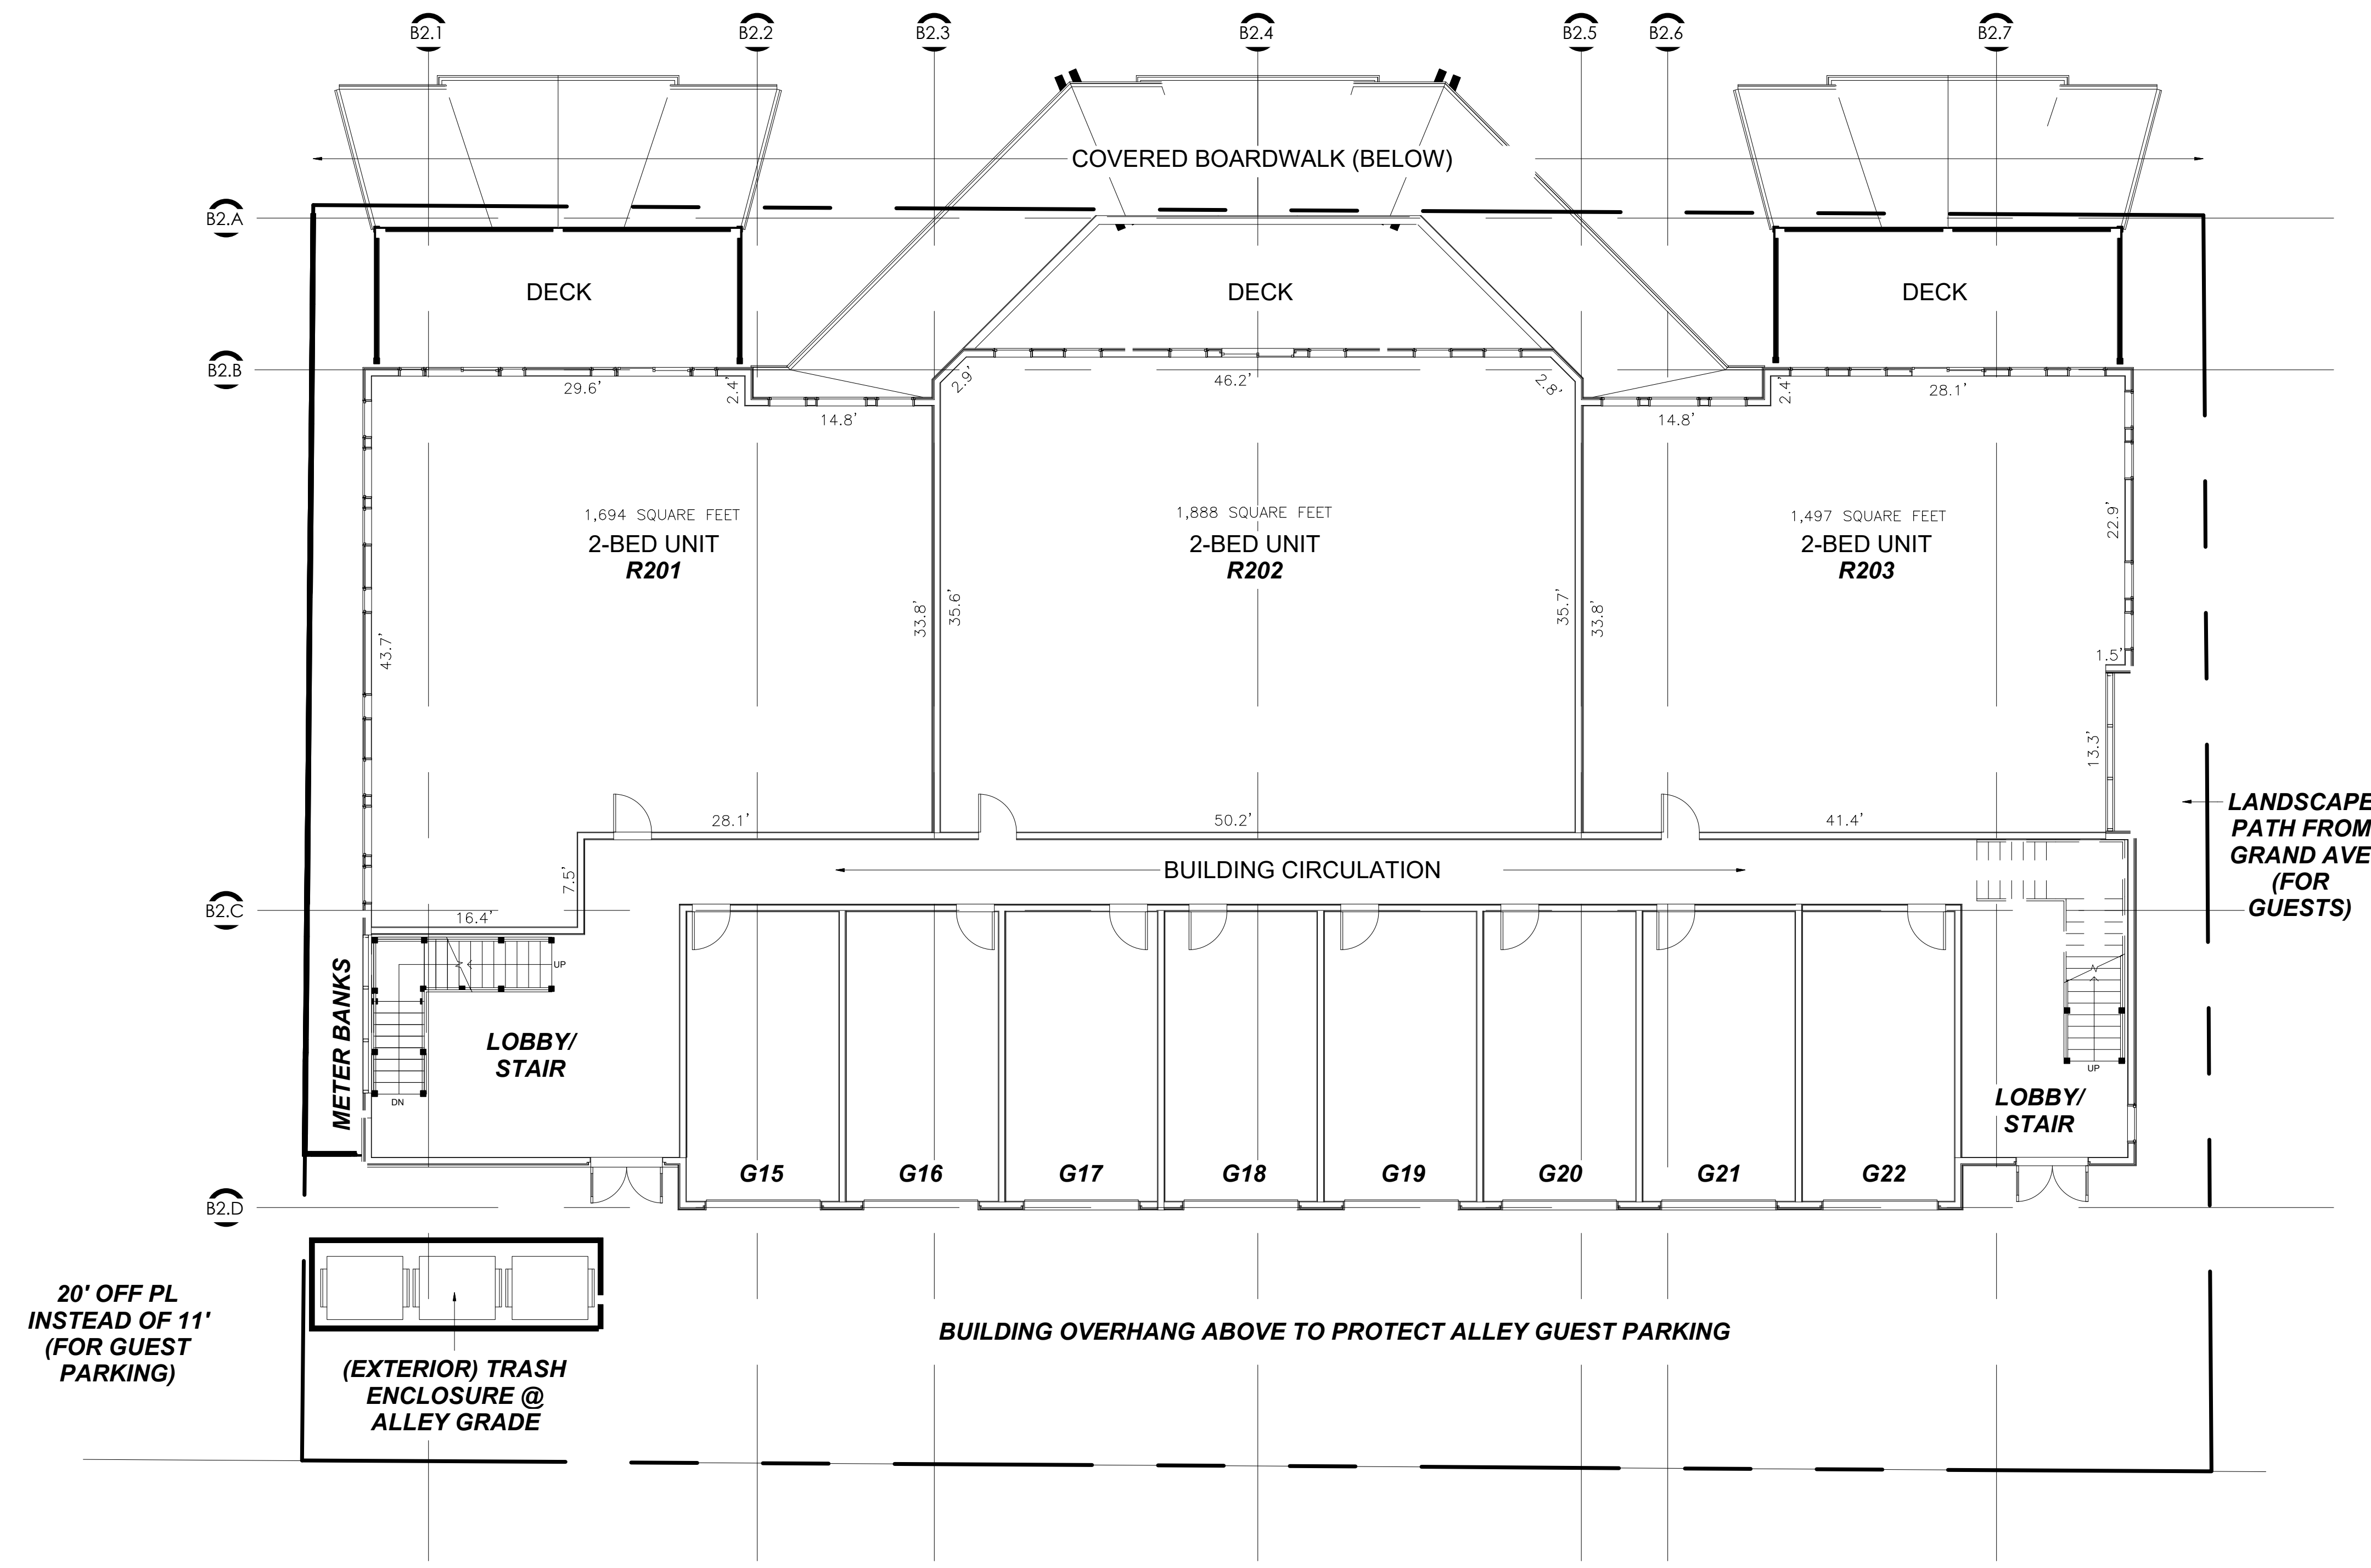 B2.1
B2.2
B2.3
B2.4
B2.5
B2.6
B2.7
COVERED BOARDWALK (BELOW)
B2.A
DECK
DECK
DECK
B2.B
29.6'
2.4'
14.8'
2.9'
46.2'
2.8'
14.8'
2.4'
28.1'
1,694 SQUARE FEET
2-BED UNIT
R201
1,888 SQUARE FEET
2-BED UNIT
R202
1,497 SQUARE FEET
2-BED UNIT
R203
43.7'
33.8'
35.6'
35.7'
33.8'
22.9'
1.5'
13.3'
28.1'
50.2'
41.4'
LANDSCAPE
PATH FROM
GRAND AVE
(FOR
GUESTS)
BUILDING CIRCULATION
7.5'
B2.C
16.4'
UP
METER BANKS
LOBBY/
STAIR
DN
UP
LOBBY/
STAIR
G15
G16
G17
G18
G19
G20
G21
G22
B2.D
20' OFF PL
INSTEAD OF 11'
(FOR GUEST
PARKING)
BUILDING OVERHANG ABOVE TO PROTECT ALLEY GUEST PARKING
(EXTERIOR) TRASH
ENCLOSURE @
ALLEY GRADE